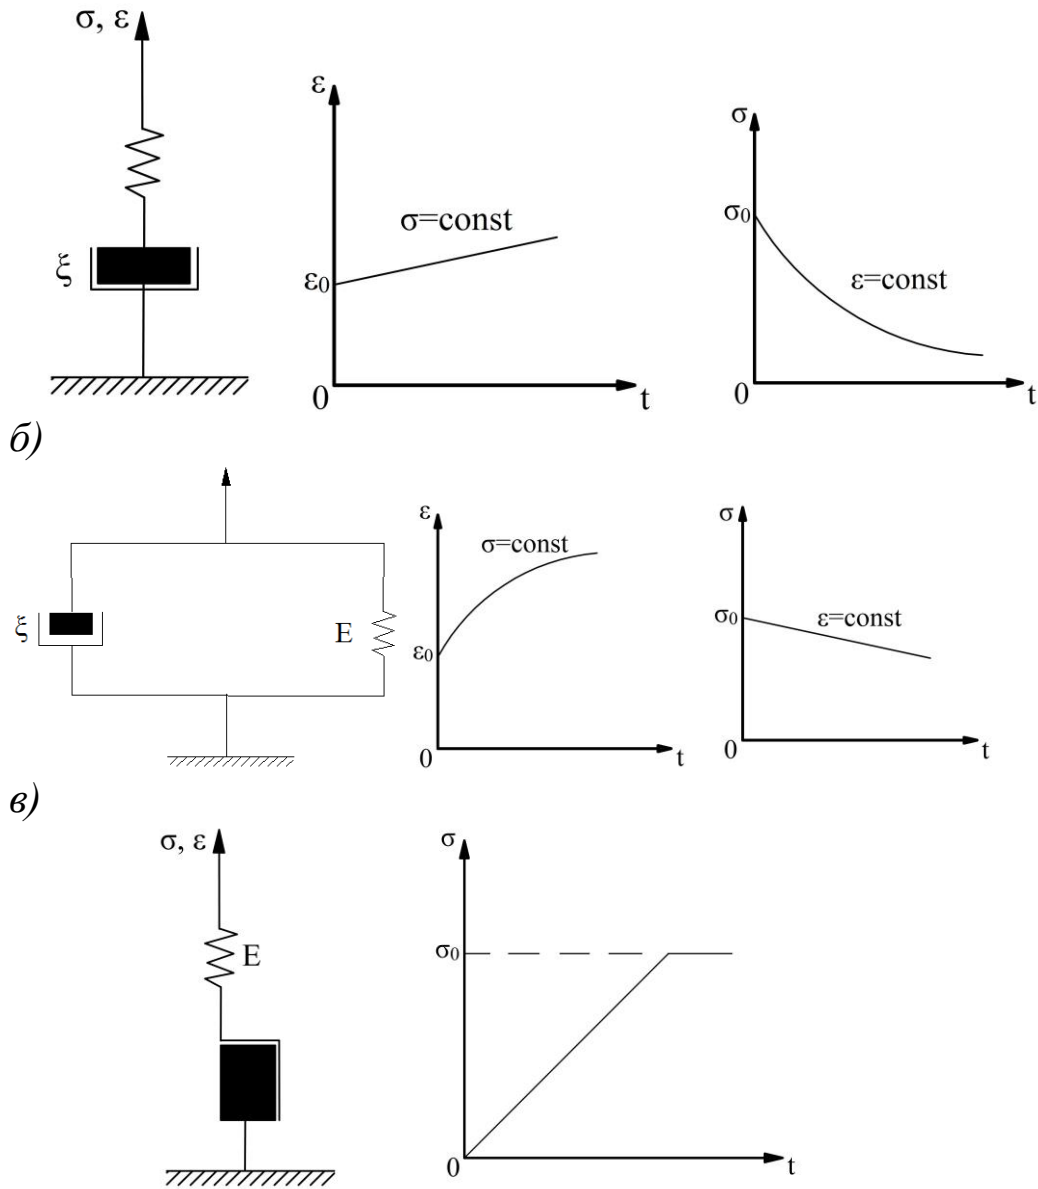 σ, ε
ξ
ε
σ=const
ε₀
0
t
σ
σ₀
ε=const
0
t
б)
ξ
E
ε
σ=const
ε₀
0
t
σ
σ₀
ε=const
0
t
в)
σ, ε
E
σ
σ₀
0
t